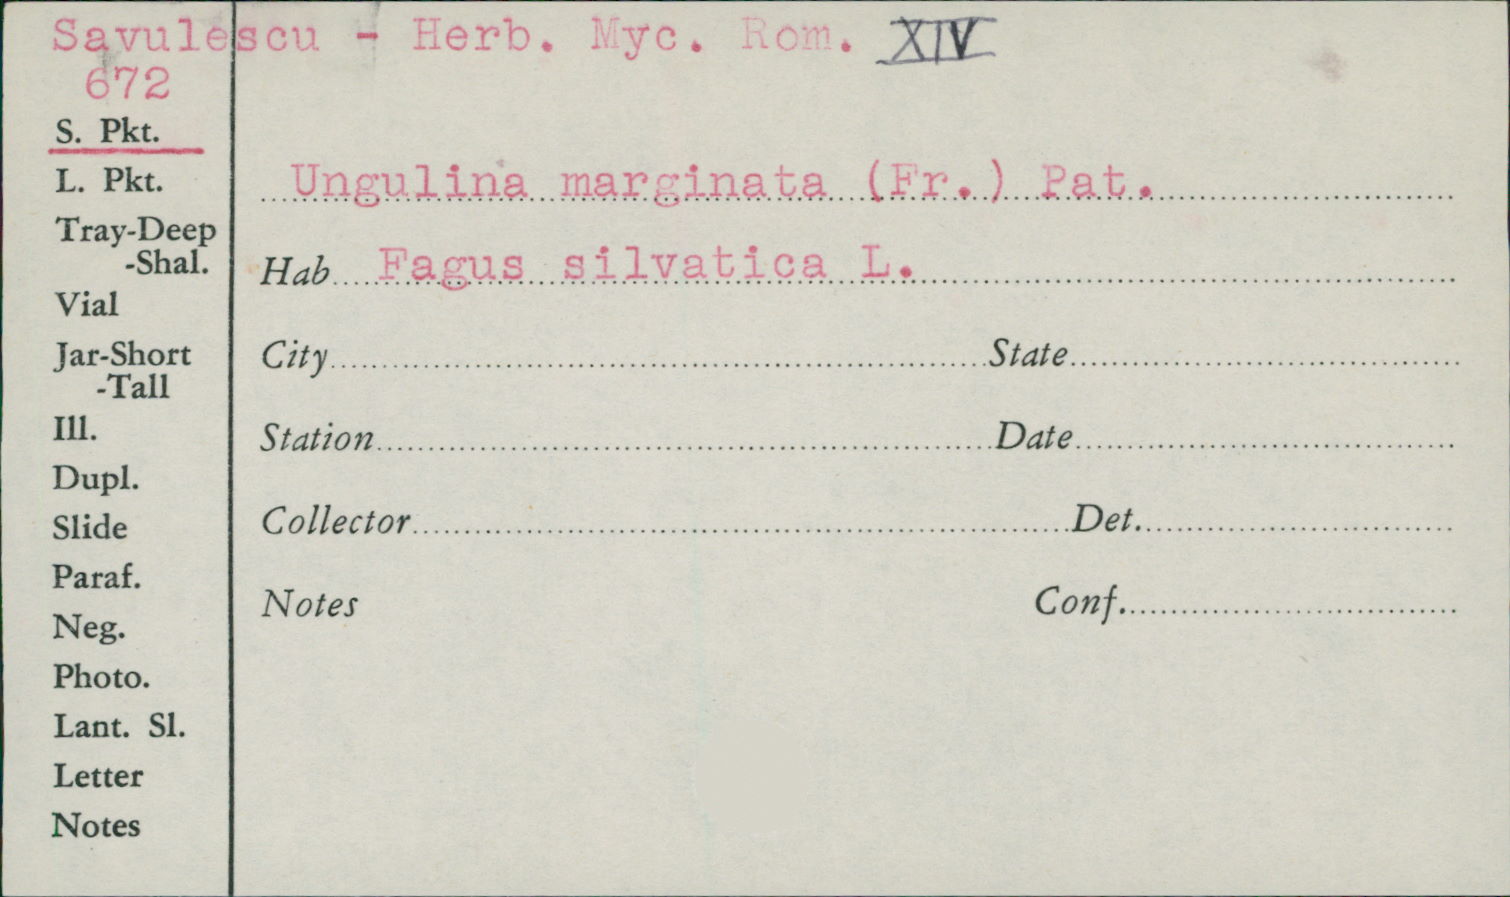 Savulescu - Herb. Myc. Rom. XIV
672
S. Pkt.
L. Pkt.
Tray-Deep
-Shal.
Vial
Jar-Short
-Tall
Ill.
Dupl.
Slide
Paraf.
Neg.
Photo.
Lant. Sl.
Letter
Notes
Ungulina marginata (Fr.) Pat.
Hab Fagus silvatica L.
City State
Station Date
Collector Det.
Notes Conf.